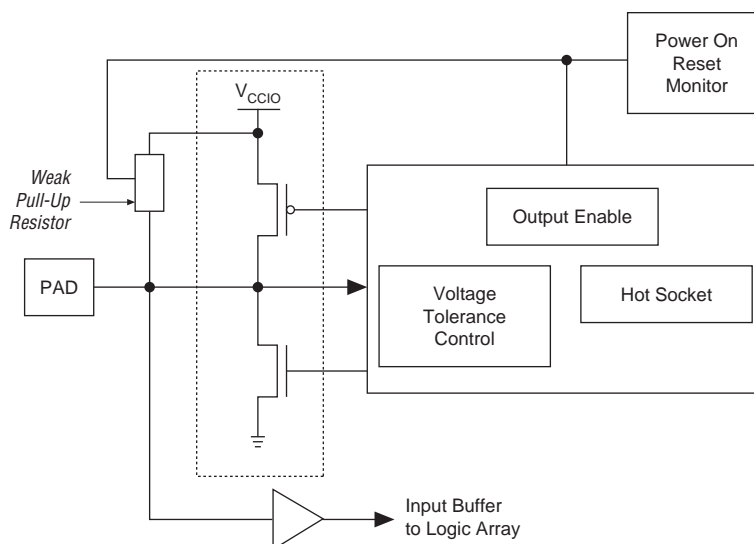 Power On
Reset
Monitor
V_CCIO
Weak
Pull-Up
Resistor
Output Enable
PAD
Voltage
Tolerance
Control
Hot Socket
Input Buffer
to Logic Array